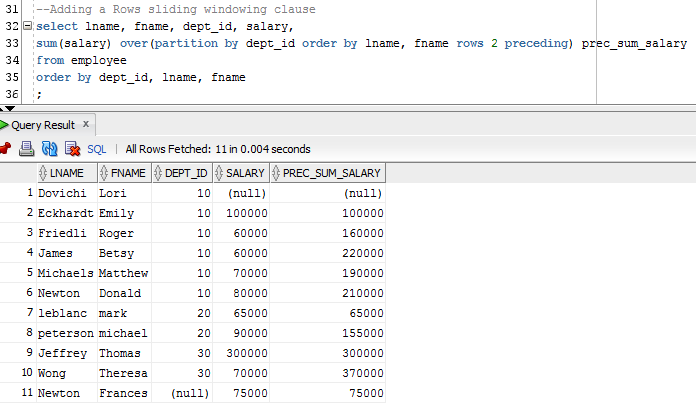 31 --Adding a Rows sliding windowing clause
32 select lname, fname, dept_id, salary,
33 sum(salary) over(partition by dept_id order by lname, fname rows 2 preceding) prec_sum_salary
34 from employee
35 order by dept_id, lname, fname
36 ;
Query Result x
SQL | All Rows Fetched: 11 in 0.004 seconds
LNAME FNAME DEPT_ID SALARY PREC_SUM_SALARY
1 Dovichi Lori 10 (null) (null)
2 Eckhardt Emily 10 100000 100000
3 Friedli Roger 10 60000 160000
4 James Betsy 10 60000 220000
5 Michaels Matthew 10 70000 190000
6 Newton Donald 10 80000 210000
7 leblanc mark 20 65000 65000
8 peterson michael 20 90000 155000
9 Jeffrey Thomas 30 300000 300000
10 Wong Theresa 30 70000 370000
11 Newton Frances (null) 75000 75000